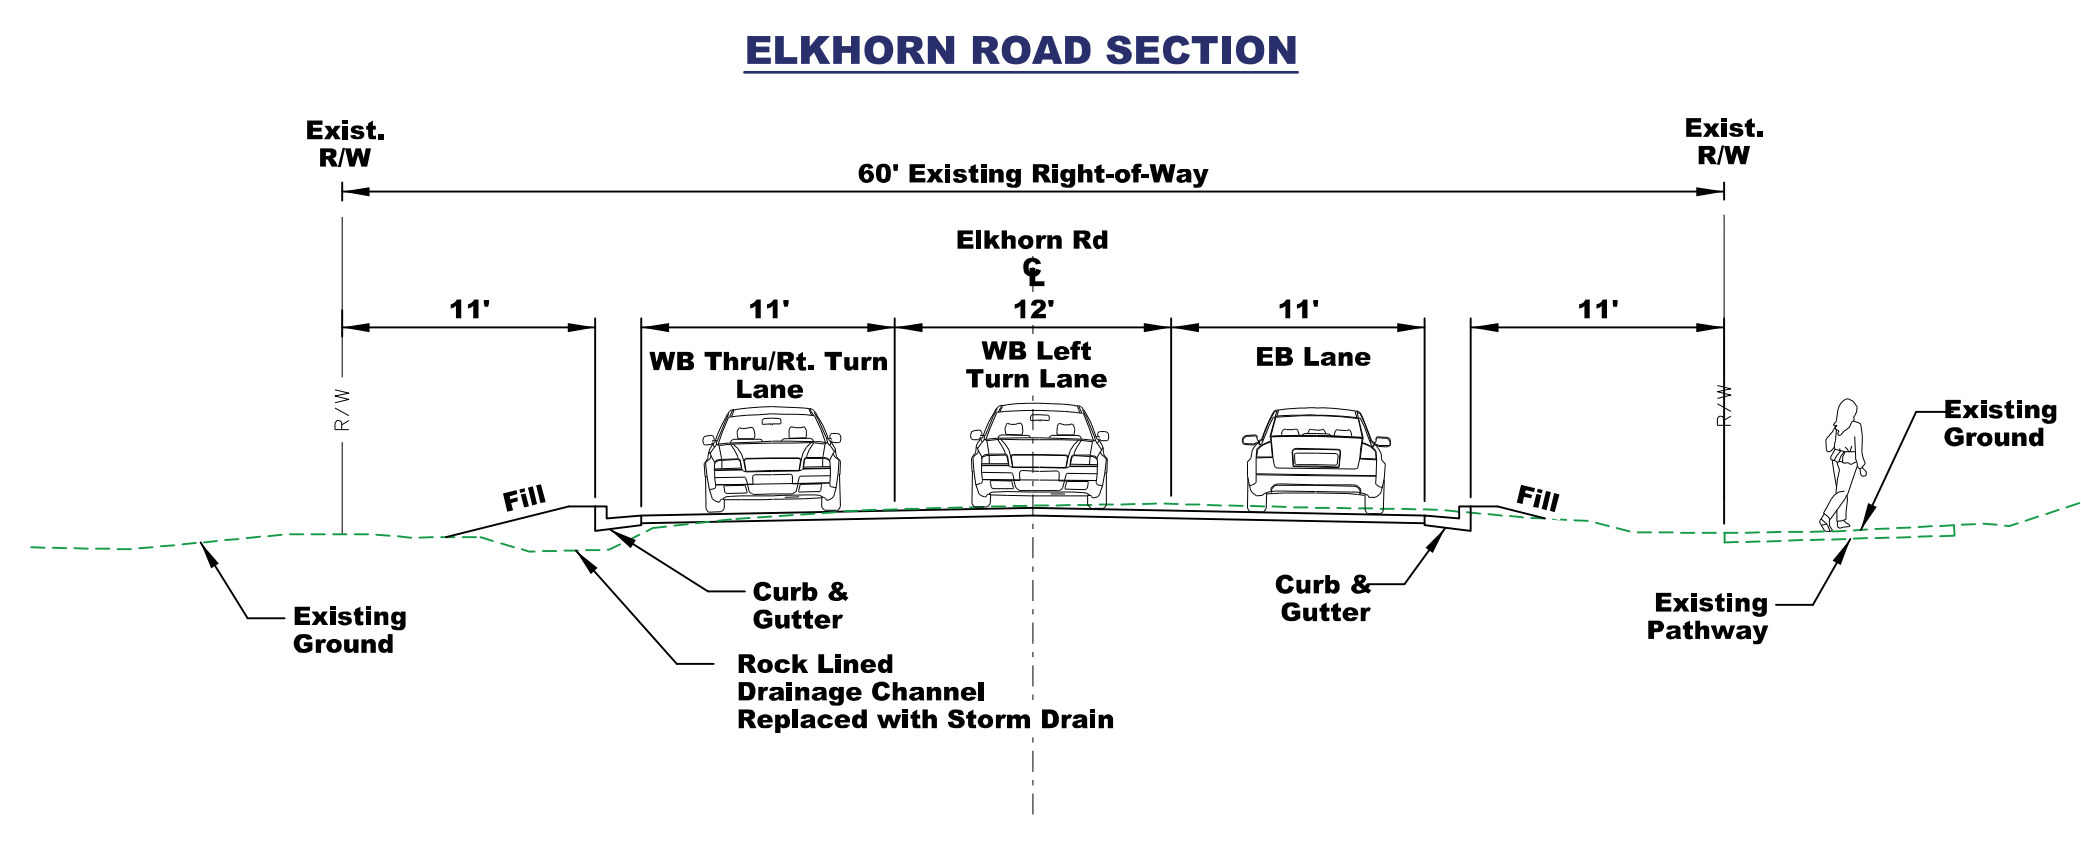 ELKHORN ROAD SECTION
Exist.
R/W
Exist.
R/W
60' Existing Right-of-Way
Elkhorn Rd
℄
11'
11'
12'
11'
11'
WB Thru/Rt. Turn
Lane
WB Left
Turn Lane
EB Lane
R/W
R/W
Existing
Ground
Fill
Fill
Existing
Ground
Curb &
Gutter
Curb &
Gutter
Existing
Pathway
Rock Lined
Drainage Channel
Replaced with Storm Drain